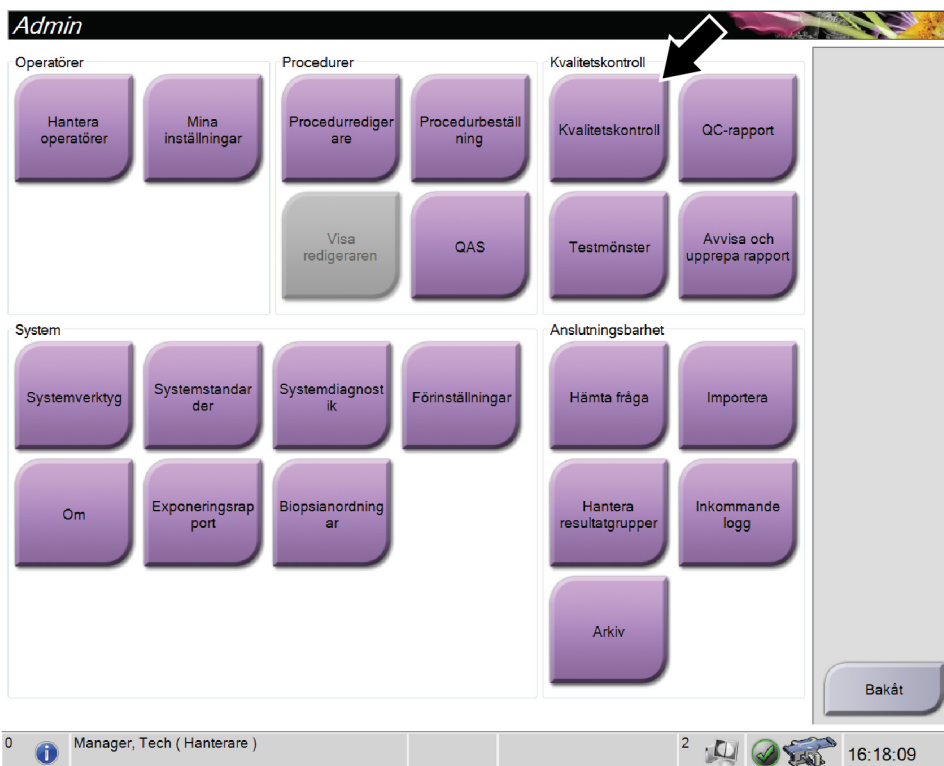 Admin
Operatörer
Hantera
operatörer
Mina
inställningar
Procedurer
Procedurrediger
are
Procedurbeställ
ning
Visa
redigeraren
QAS
Kvalitetskontroll
Kvalitetskontroll
QC-rapport
Testmönster
Avvisa och
upprepa rapport
System
Systemverktyg
Systemstandar
der
Systemdiagnost
ik
Förinställningar
Om
Exponeringsrap
port
Biopsianordning
ar
Anslutningsbarhet
Hämta fråga
Importera
Hantera
resultatgrupper
Inkommande
logg
Arkiv
Bakåt
0
Manager, Tech ( Hanterare )
2
16:18:09